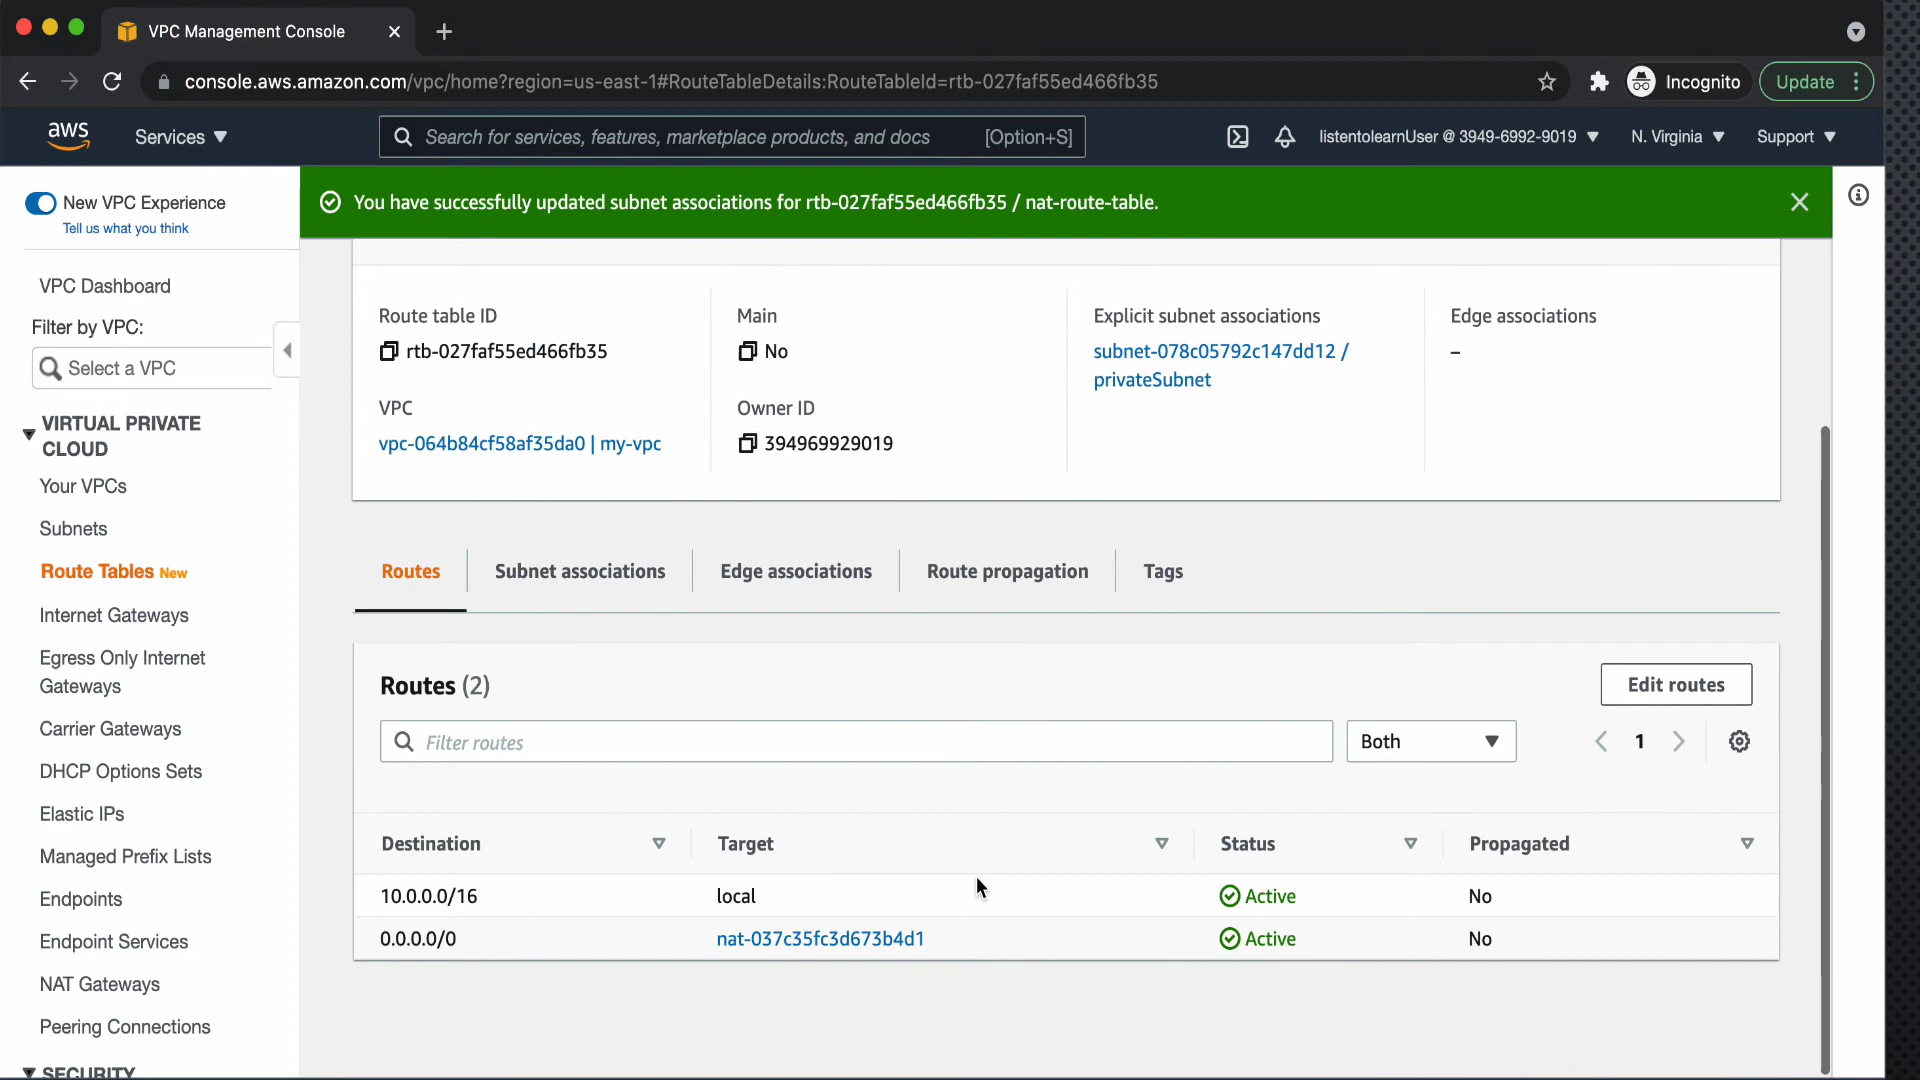 VPC Management Console
console.aws.amazon.com/vpc/home?region=us-east-1#RouteTableDetails:RouteTableId=rtb-027faf55ed466fb35
Incognito
Update
aws
Services
Search for services, features, marketplace products, and docs
[Option+S]
listentolearnUser @ 3949-6992-9019
N. Virginia
Support
New VPC Experience
Tell us what you think
VPC Dashboard
Filter by VPC:
Select a VPC
VIRTUAL PRIVATE
CLOUD
Your VPCs
Subnets
Route Tables New
Internet Gateways
Egress Only Internet
Gateways
Carrier Gateways
DHCP Options Sets
Elastic IPs
Managed Prefix Lists
Endpoints
Endpoint Services
NAT Gateways
Peering Connections
SECURITY
You have successfully updated subnet associations for rtb-027faf55ed466fb35 / nat-route-table.
Route table ID
rtb-027faf55ed466fb35
Main
No
Explicit subnet associations
subnet-078c05792c147dd12 /
privateSubnet
Edge associations
–
VPC
vpc-064b84cf58af35da0 | my-vpc
Owner ID
394969929019
Routes
Subnet associations
Edge associations
Route propagation
Tags
Routes (2)
Edit routes
Filter routes
Both
1
Destination
Target
Status
Propagated
10.0.0.0/16
local
Active
No
0.0.0.0/0
nat-037c35fc3d673b4d1
Active
No